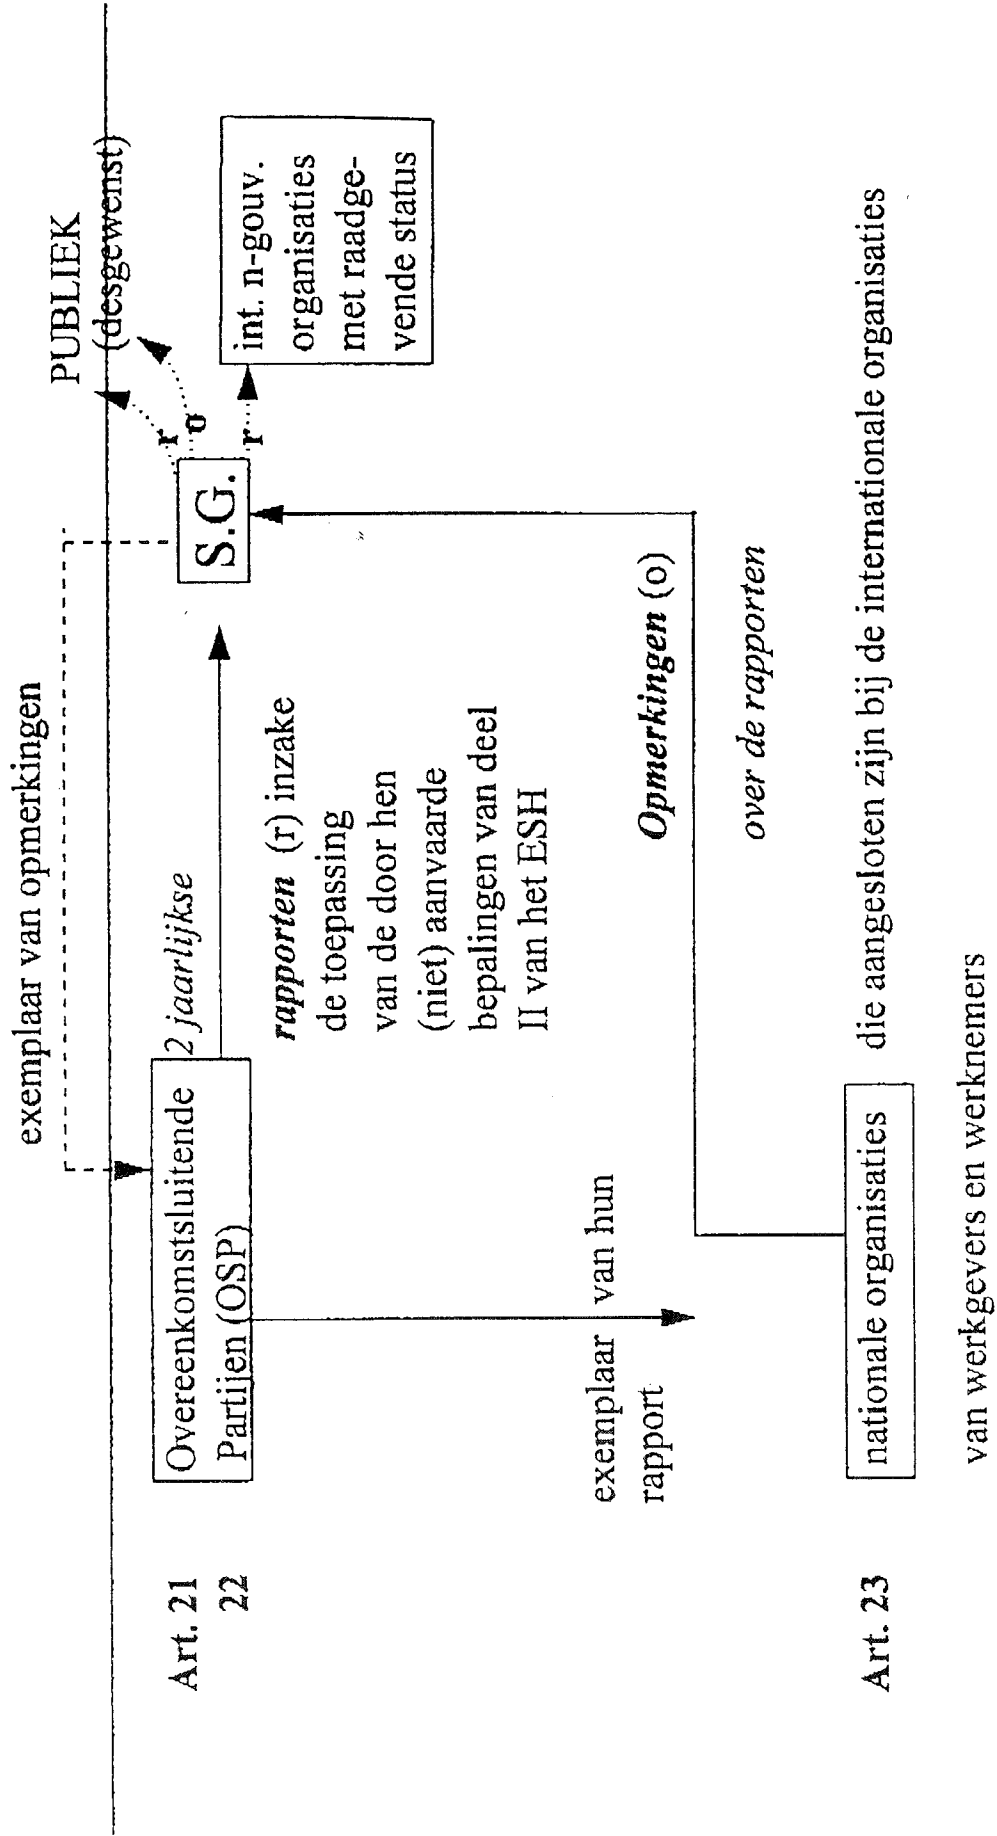 exemplaar van opmerkingen
PUBLIEK
(desgewenst)
Art. 21
22
Overeenkomstsluitende
Partijen (OSP)
2 jaarlijkse
rapporten (r) inzake
de toepassing
van de door hen
(niet) aanvaarde
bepalingen van deel
II van het ESH
S.G.
r
o
r
int. n-gouv.
organisaties
met raadge-
vende status
exemplaar van hun
rapport
Opmerkingen (o)
over de rapporten
Art. 23
nationale organisaties
die aangesloten zijn bij de internationale organisaties
van werkgevers en werknemers